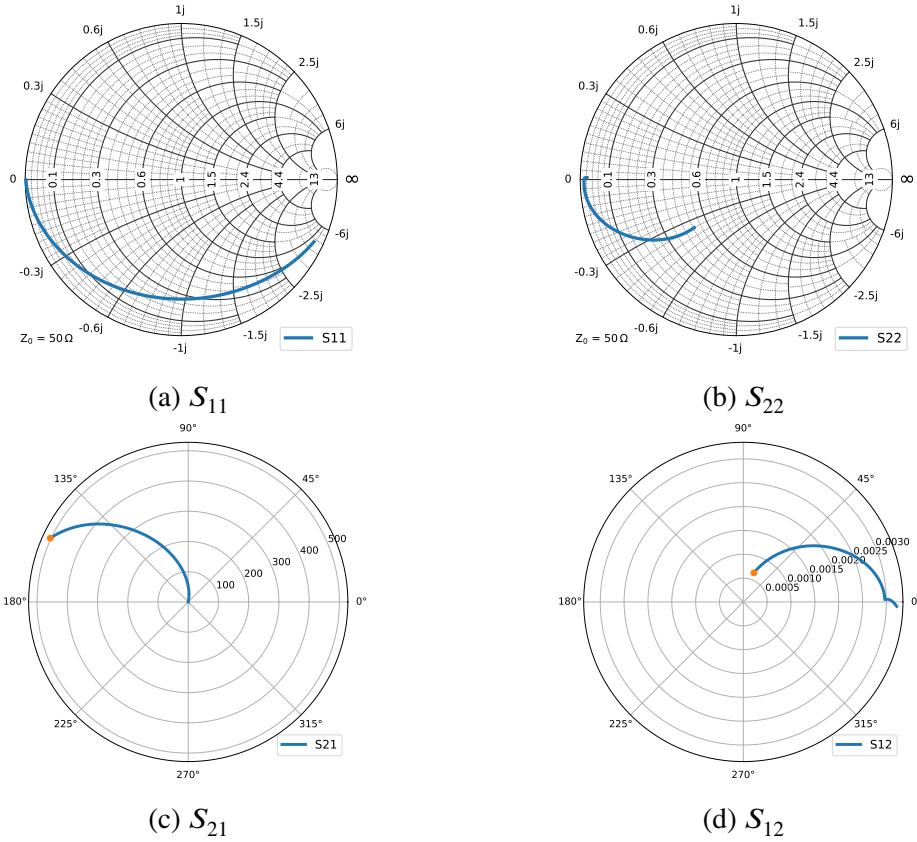 1j
0.6j
1.5j
0.3j
2.5j
6j
0
0.1
0.3
0.6
1
1.5
2.4
4.4
13
∞
-6j
-0.3j
-2.5j
-0.6j
-1.5j
-1j
Z₀ = 50 Ω
S11
(a) S₁₁
1j
0.6j
1.5j
0.3j
2.5j
6j
0
0.1
0.3
0.6
1
1.5
2.4
4.4
13
∞
-6j
-0.3j
-2.5j
-0.6j
-1.5j
-1j
Z₀ = 50 Ω
S22
(b) S₂₂
90°
135°
45°
500
400
300
200
100
180°
0°
225°
315°
270°
S21
(c) S₂₁
90°
135°
45°
0.0030
0.0025
0.0020
0.0015
0.0010
0.0005
180°
0
225°
315°
270°
S12
(d) S₁₂